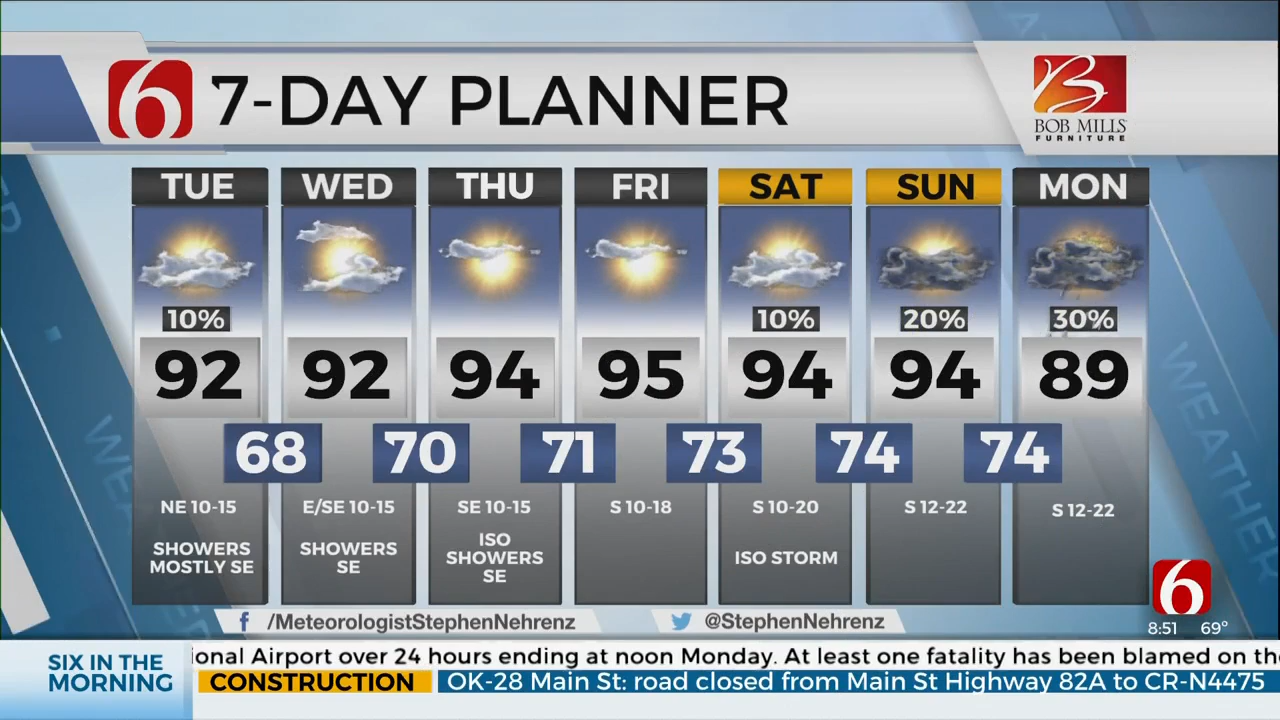 6 7-DAY PLANNER
BOB MILLS
FURNITURE
TUE WED THU FRI SAT SUN MON
10% 10% 20% 30%
92 92 94 95 94 94 89
68 70 71 73 74 74
NE 10-15 E/SE 10-15 SE 10-15 S 10-18 S 10-20 S 12-22 S 12-22
SHOWERS
MOSTLY SE
SHOWERS
SE
ISO
SHOWERS
SE
ISO STORM
f /MeteorologistStephenNehrenz @StephenNehrenz
6
8:51 69°
SIX IN THE
MORNING
ional Airport over 24 hours ending at noon Monday. At least one fatality has been blamed on the
CONSTRUCTION OK-28 Main St: road closed from Main St Highway 82A to CR-N4475
WEATHER